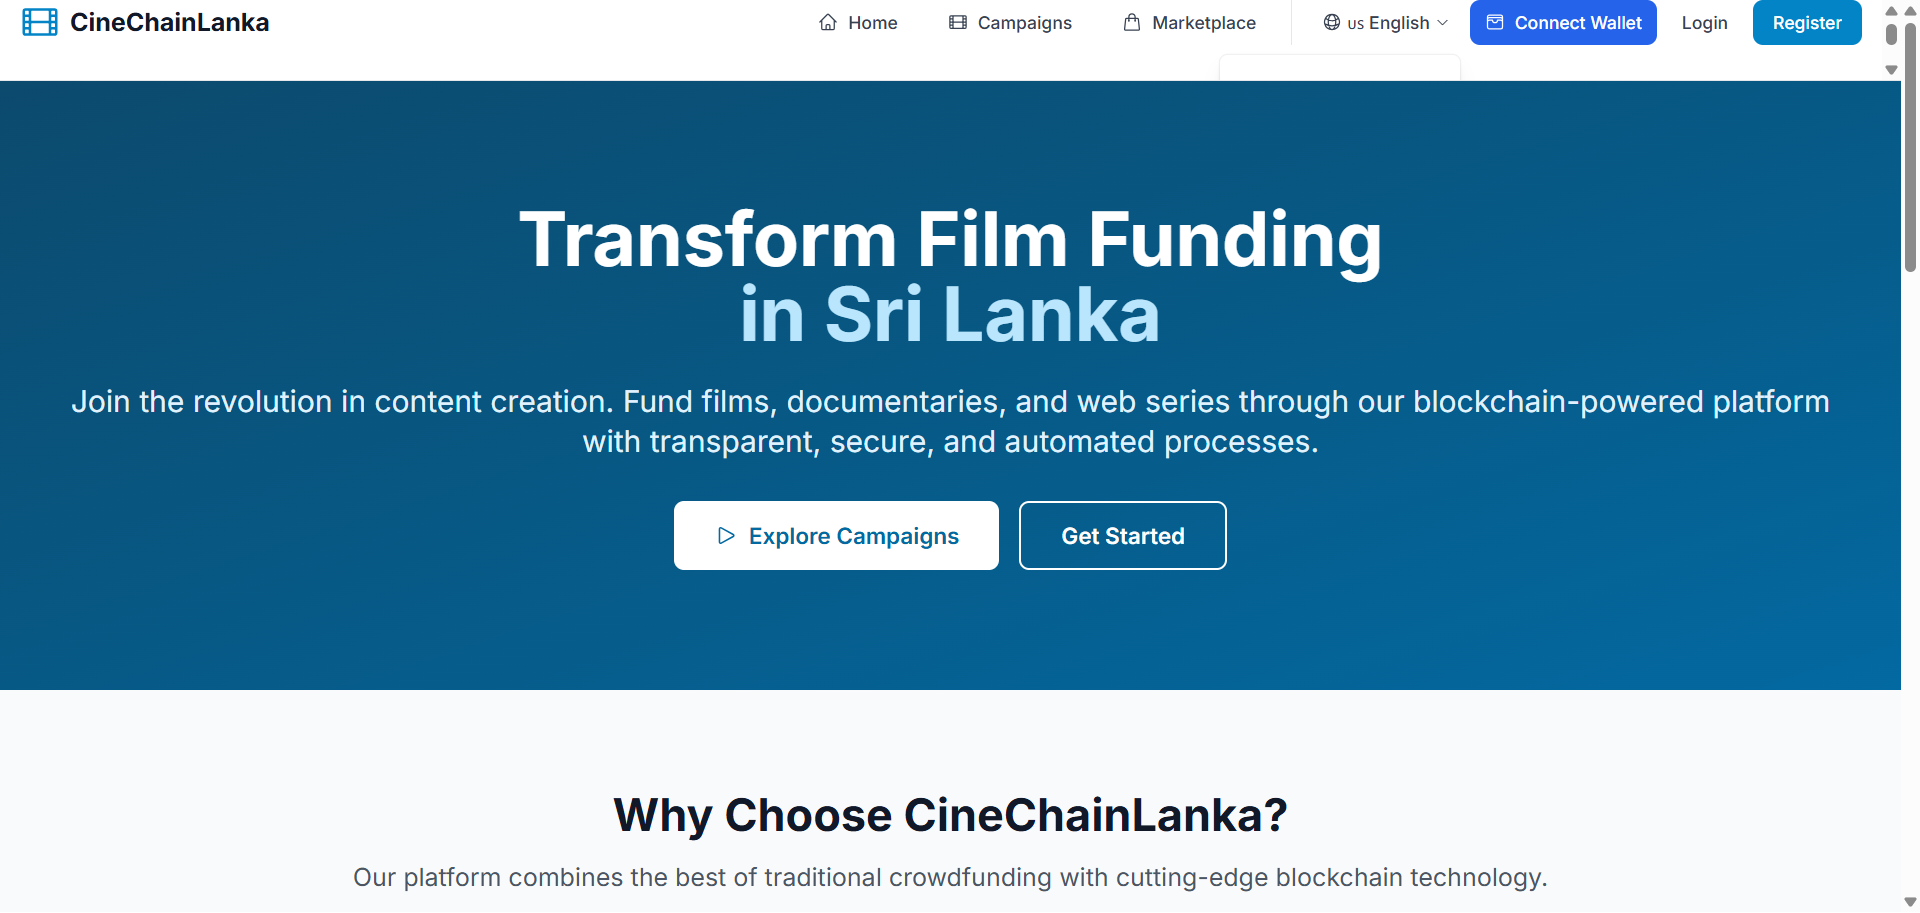 CineChainLanka
Home
Campaigns
Marketplace
US English
Connect Wallet
Login
Register
Transform Film Funding
in Sri Lanka
Join the revolution in content creation. Fund films, documentaries, and web series through our blockchain-powered platform
with transparent, secure, and automated processes.
Explore Campaigns
Get Started
Why Choose CineChainLanka?
Our platform combines the best of traditional crowdfunding with cutting-edge blockchain technology.